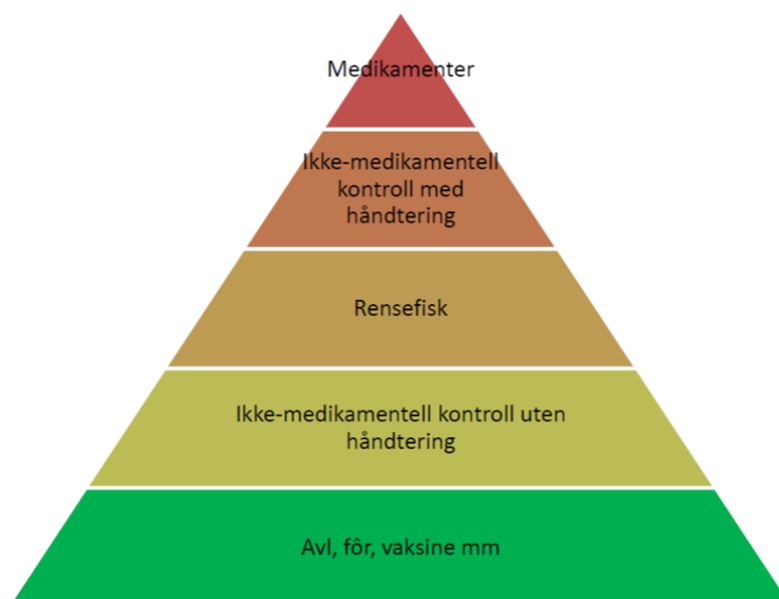 Medikamenter
Ikke-medikamentell
kontroll med
håndtering
Rensefisk
Ikke-medikamentell kontroll uten
håndtering
Avl, fôr, vaksine mm